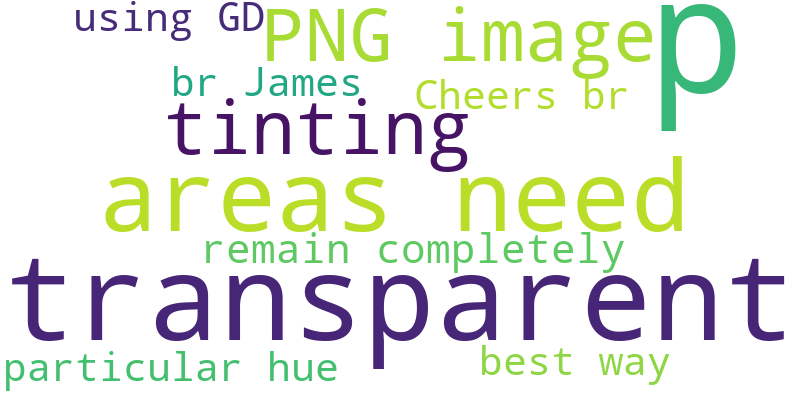 using GD
PNG image
p
br James
Cheers br
tinting
areas need
remain completely
transparent
particular hue
best way